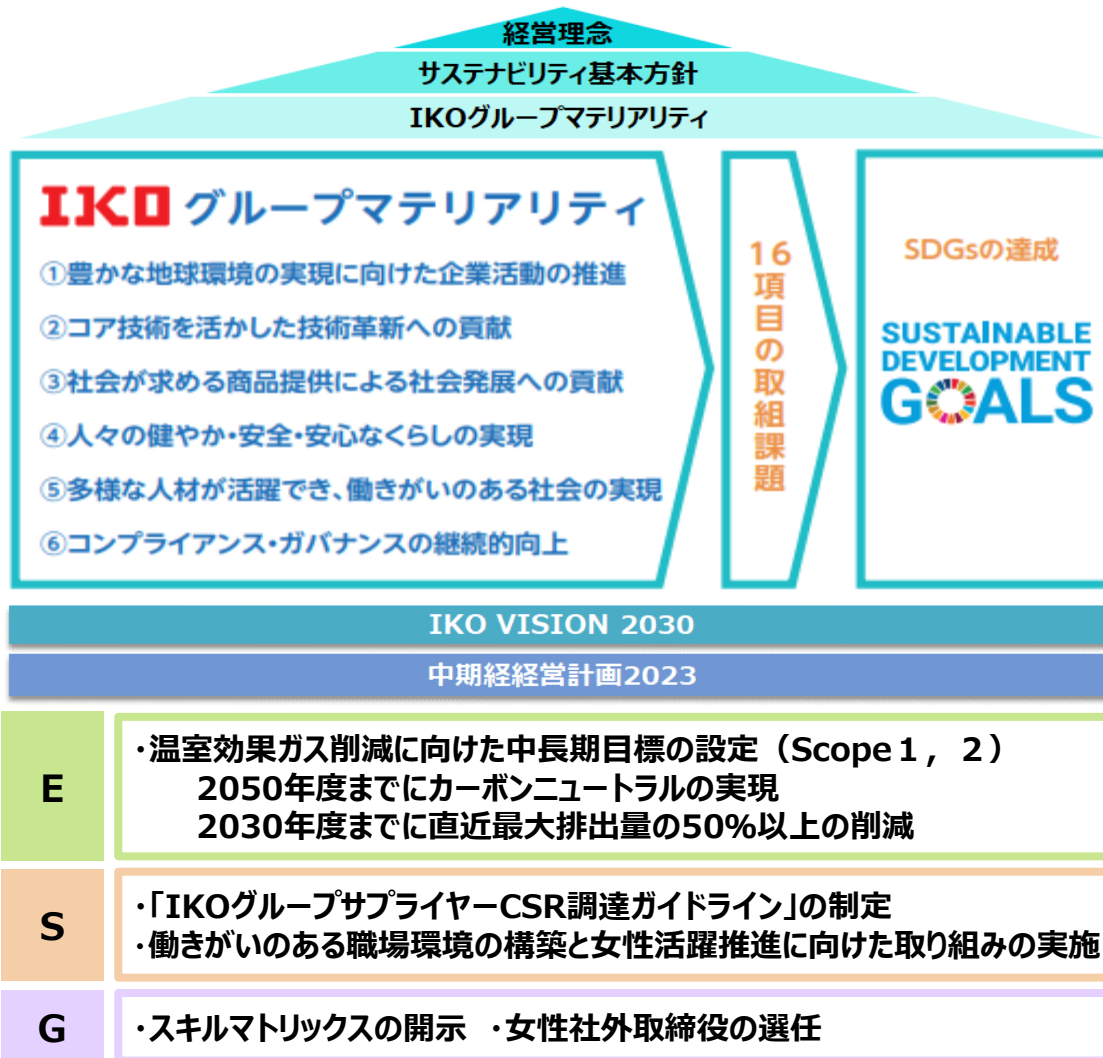 経営理念
サステナビリティ基本方針
IKOグループマテリアリティ
IKO グループマテリアリティ
①豊かな地球環境の実現に向けた企業活動の推進
②コア技術を活かした技術革新への貢献
③社会が求める商品提供による社会発展への貢献
④人々の健やか・安全・安心なくらしの実現
⑤多様な人材が活躍でき、働きがいのある社会の実現
⑥コンプライアンス・ガバナンスの継続的向上
16項目の取組課題
SDGsの達成
SUSTAINABLE
DEVELOPMENT
GOALS
IKO VISION 2030
中期経経営計画2023
E
・温室効果ガス削減に向けた中長期目標の設定（Scope１，２）
2050年度までにカーボンニュートラルの実現
2030年度までに直近最大排出量の50%以上の削減
S
・「IKOグループサプライヤーCSR調達ガイドライン」の制定
・働きがいのある職場環境の構築と女性活躍推進に向けた取り組みの実施
G
・スキルマトリックスの開示 ・女性社外取締役の選任